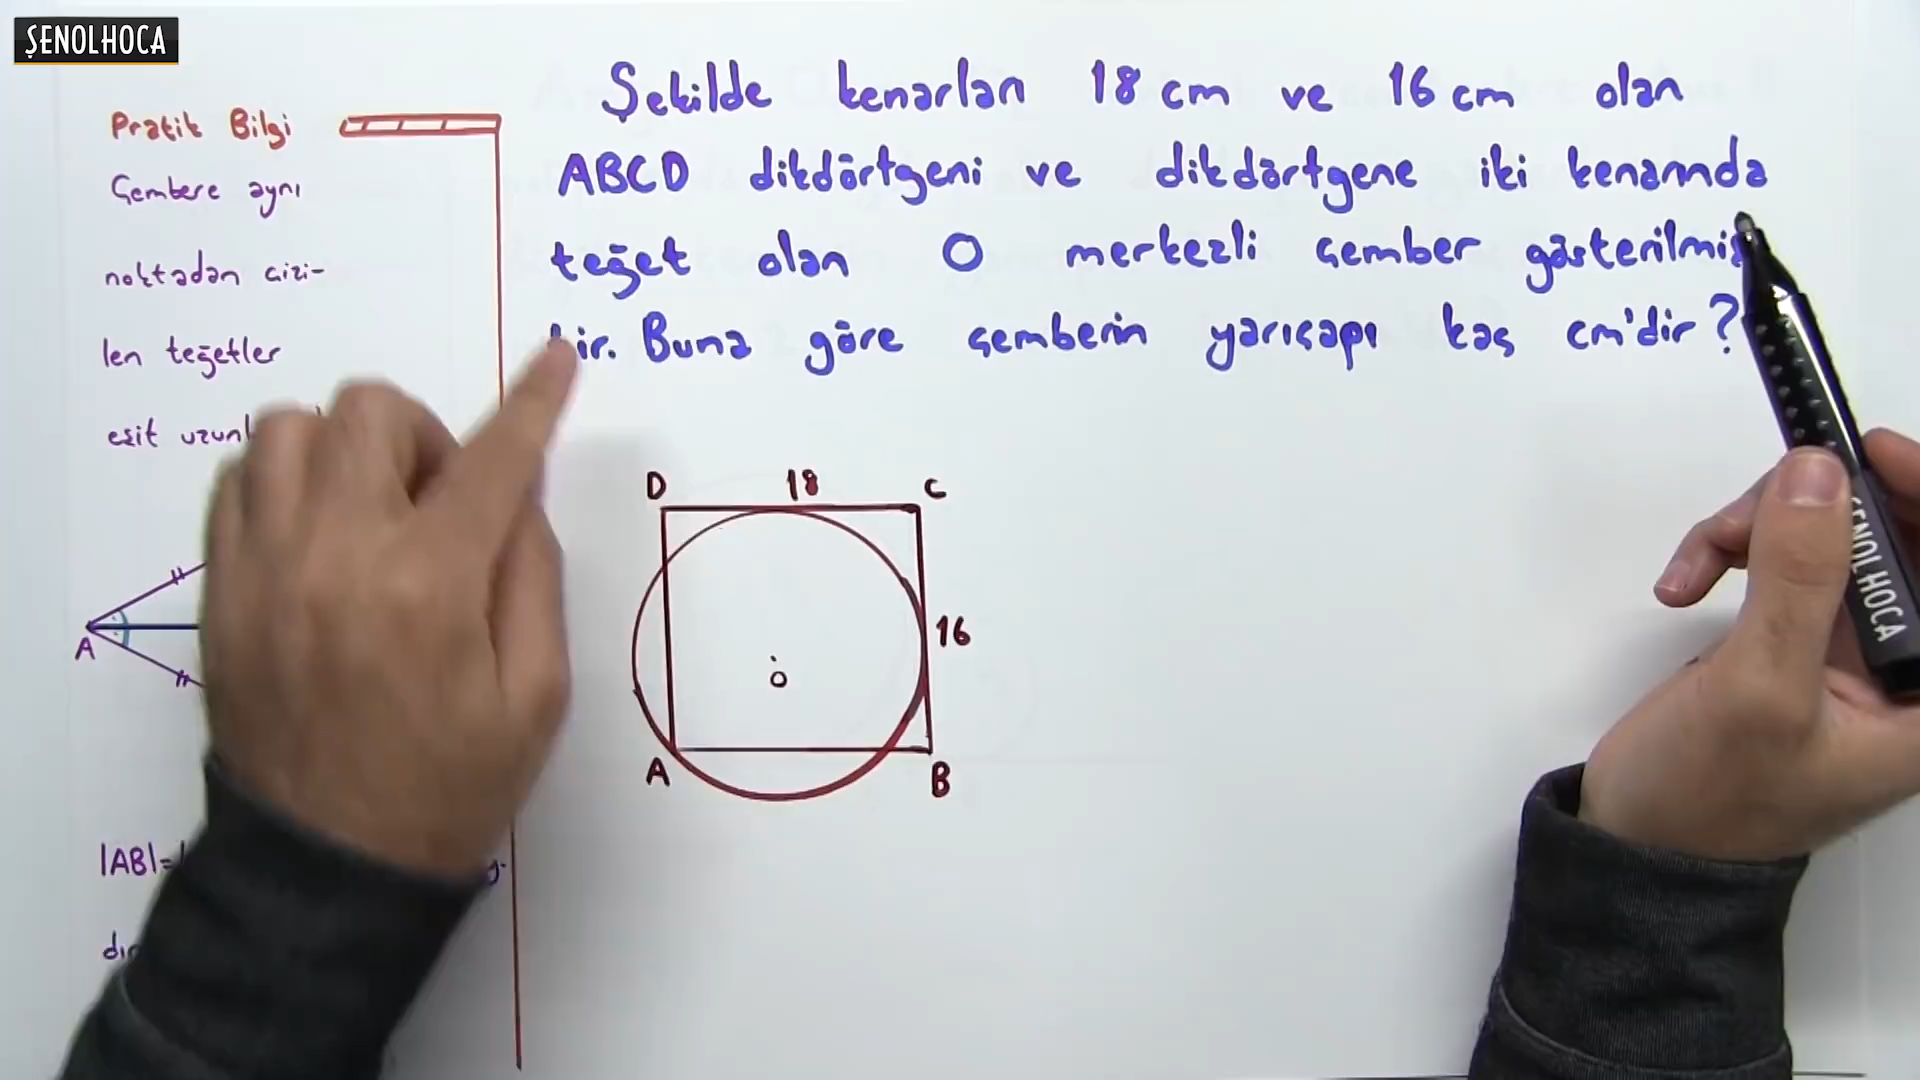 ŞENOLHOCA
Pratik Bilgi
Çembere aynı
noktadan çizi-
len teğetler
eşit
A
|AB|=
Şekilde kenarları 18 cm ve 16 cm olan
ABCD dikdörtgeni ve dikdörtgene iki kenarında
teğet olan O merkezli çember gösterilmiş
tir. Buna göre çemberin yarıçapı kaç cm'dir?
D 18 C
16
O
A B
ŞENOLHOCA